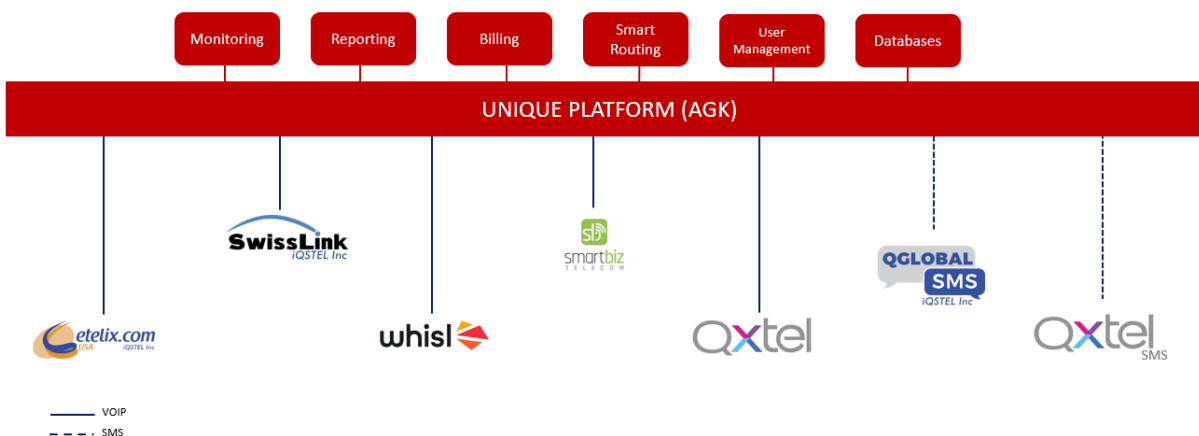 Monitoring
Reporting
Billing
Smart
Routing
User
Management
Databases
UNIQUE PLATFORM (AGK)
SwissLink
iQSTEL Inc
sb
smartbiz
TELECOM
QGLOBAL
SMS
iQSTEL Inc
etelix.com
USA
iQSTEL Inc
whisl
Qxtel
Qxtel
SMS
VOIP
SMS